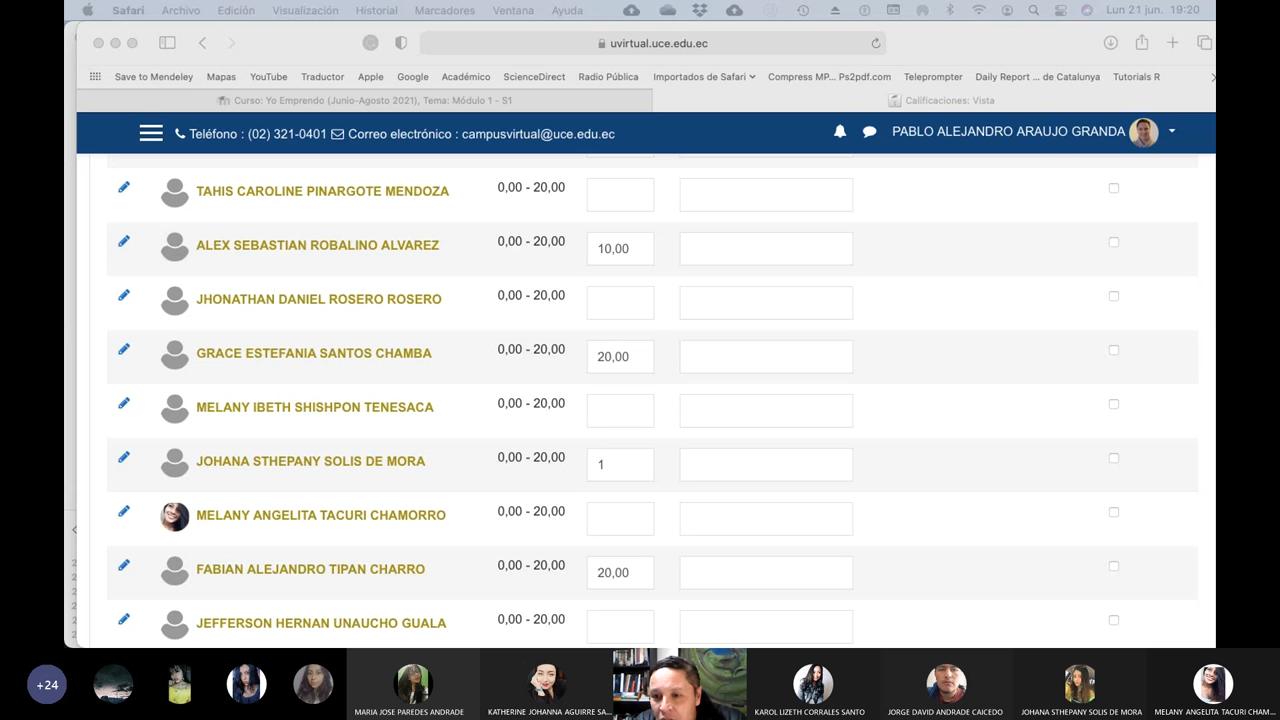 Safari Archivo Edición Visualización Historial Marcadores Ventana Ayuda Lun 21 jun. 19:20
uvirtual.uce.edu.ec
Save to Mendeley Mapas YouTube Traductor Apple Google Académico ScienceDirect Radio Pública Importados de Safari Compress MP... Ps2pdf.com Teleprompter Daily Report ... de Catalunya Tutorials R
Curso: Yo Emprendo (Junio-Agosto 2021), Tema: Módulo 1 - S1 Calificaciones: Vista
Teléfono : (02) 321-0401 Correo electrónico : campusvirtual@uce.edu.ec PABLO ALEJANDRO ARAUJO GRANDA
TAHIS CAROLINE PINARGOTE MENDOZA 0,00 - 20,00
ALEX SEBASTIAN ROBALINO ALVAREZ 0,00 - 20,00 10,00
JHONATHAN DANIEL ROSERO ROSERO 0,00 - 20,00
GRACE ESTEFANIA SANTOS CHAMBA 0,00 - 20,00 20,00
MELANY IBETH SHISHPON TENESACA 0,00 - 20,00
JOHANA STHEPANY SOLIS DE MORA 0,00 - 20,00 1
MELANY ANGELITA TACURI CHAMORRO 0,00 - 20,00
FABIAN ALEJANDRO TIPAN CHARRO 0,00 - 20,00 20,00
JEFFERSON HERNAN UNAUCHO GUALA 0,00 - 20,00
+24 MARIA JOSE PAREDES ANDRADE KATHERINE JOHANNA AGUIRRE SA... KAROL LIZETH CORRALES SANTO JORGE DAVID ANDRADE CAICEDO JOHANA STHEPANY SOLIS DE MORA MELANY ANGELITA TACURI CHAM...